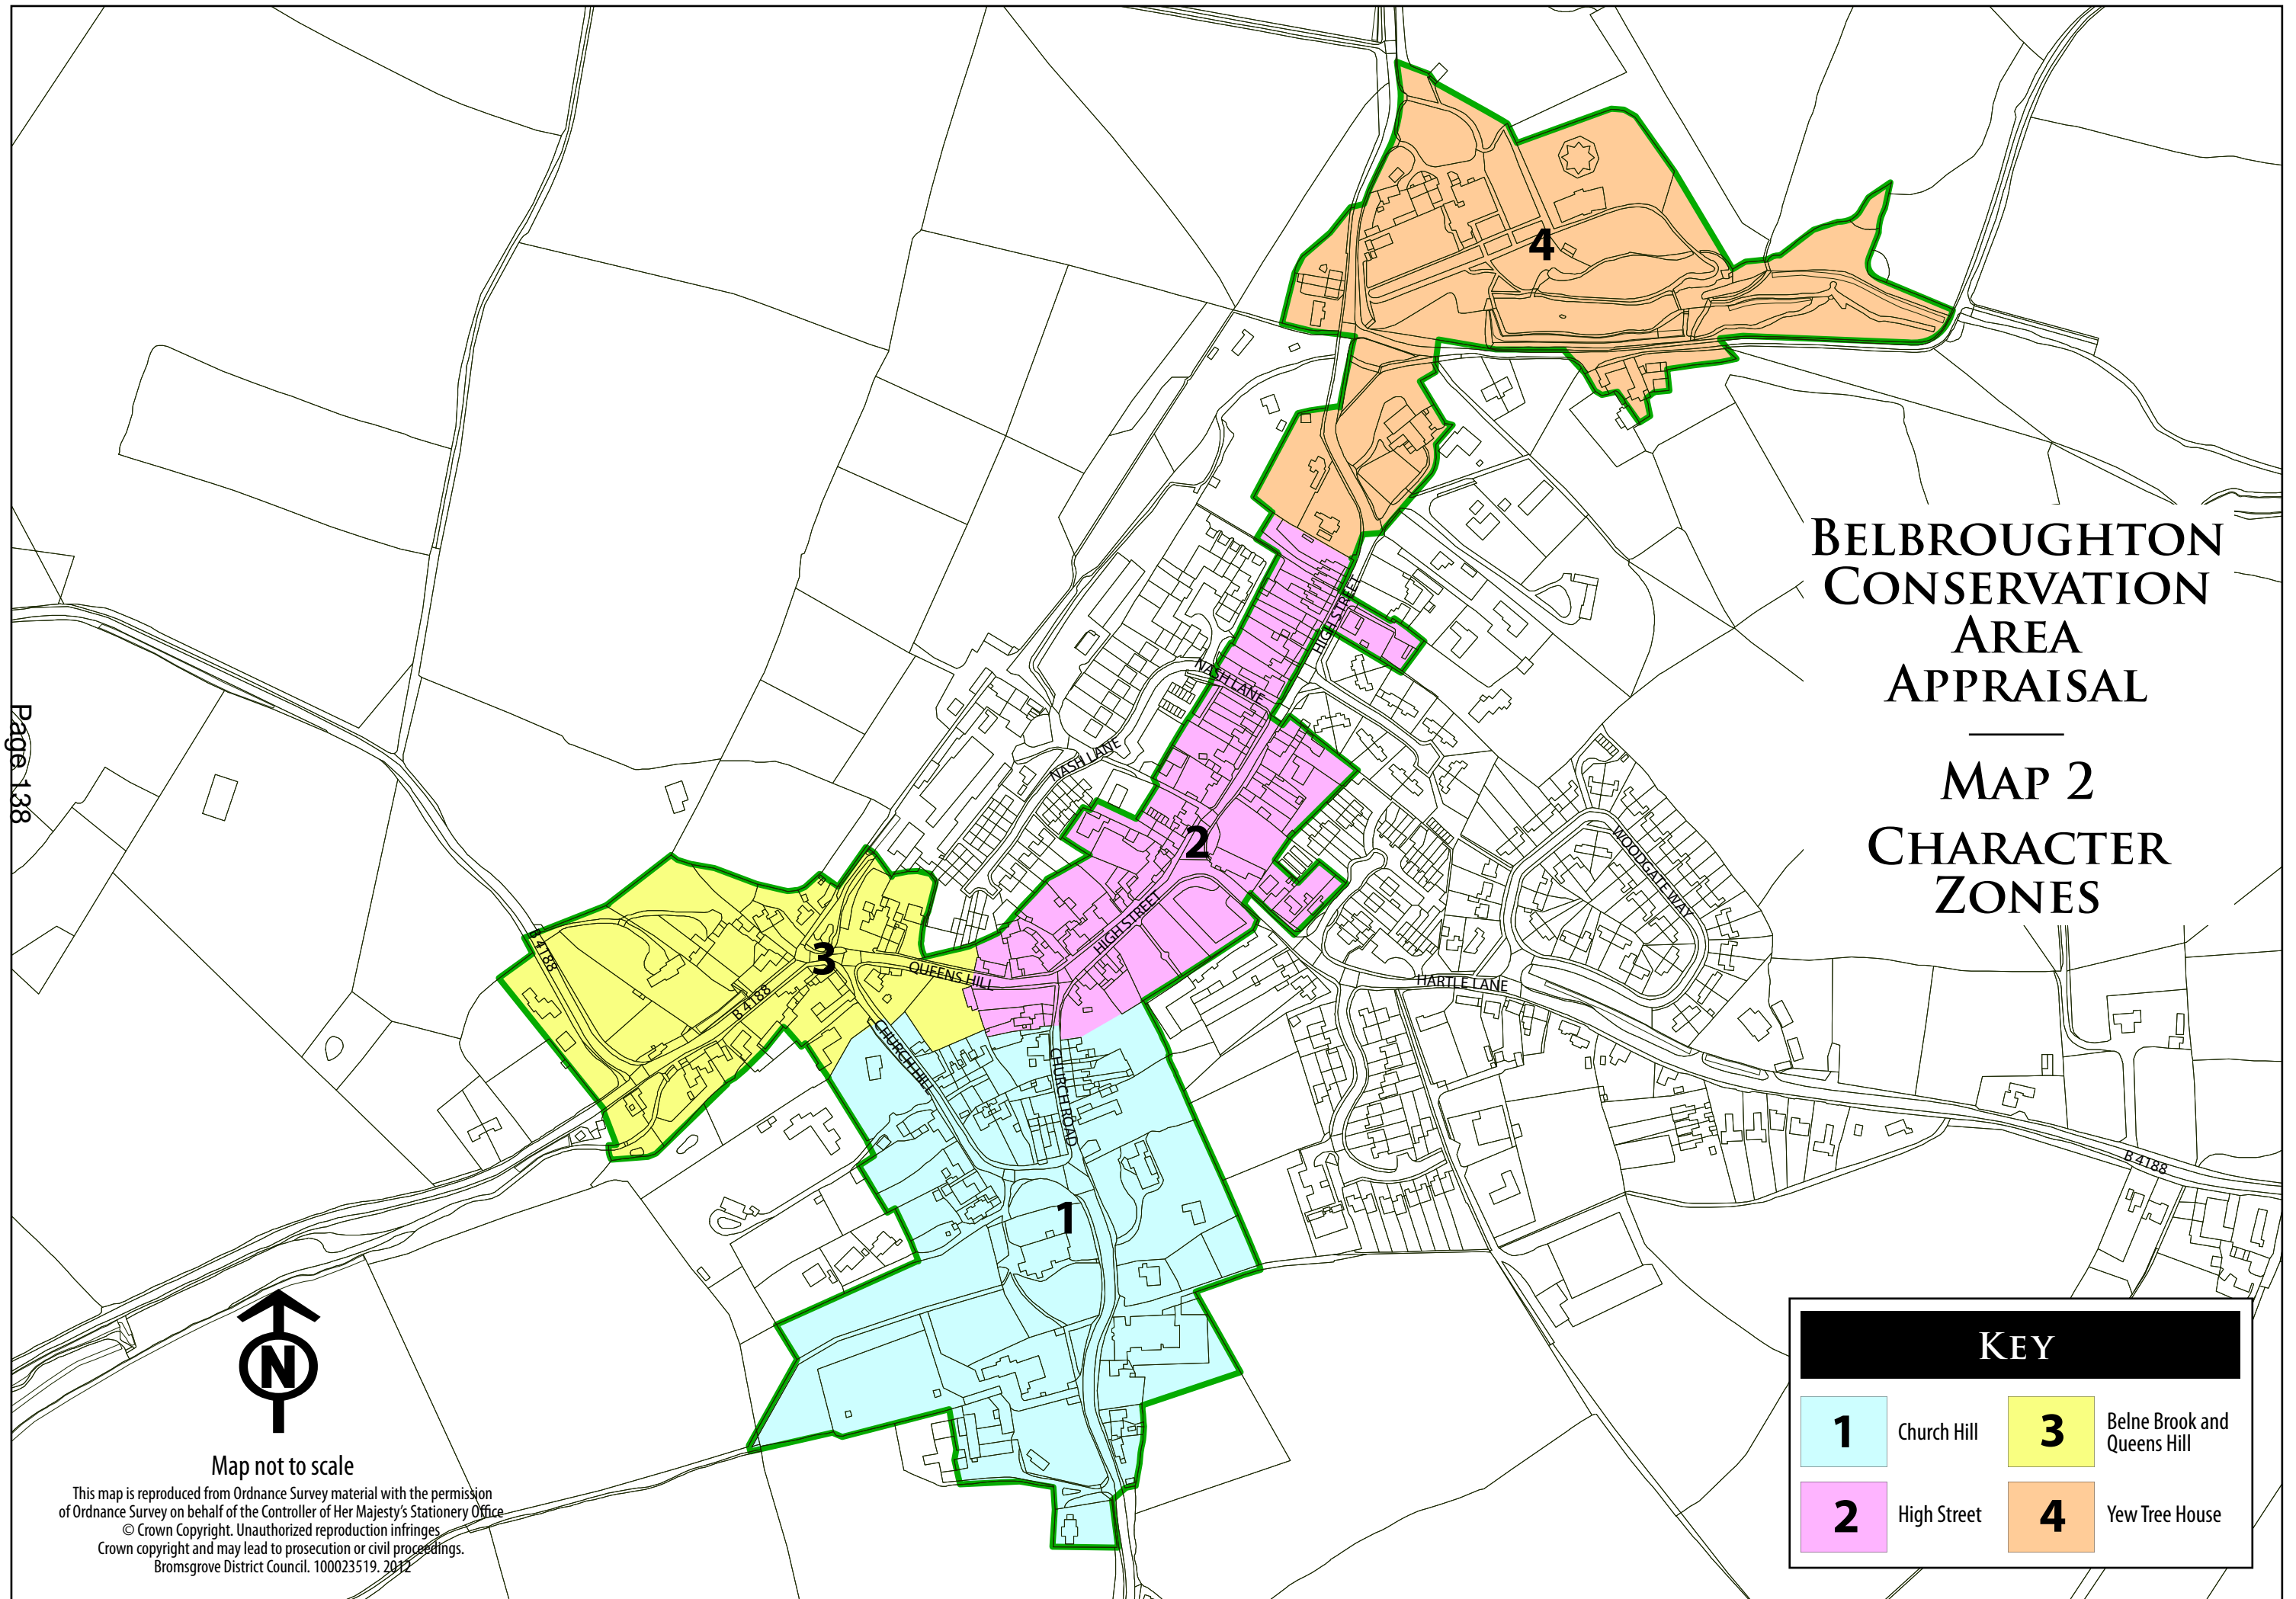 Belbroughton
Conservation
Area
Appraisal
Map 2
Character
Zones
Page 138
4
HIGH STREET
NASH LANE
NASH LANE
2
WOODGATE WAY
HIGH STREET
B 4188
3
QUEENS HILL
B 4188
HARTLE LANE
CHURCH HILL
CHURCH ROAD
B 4188
1
N
Map not to scale
This map is reproduced from Ordnance Survey material with the permission
of Ordnance Survey on behalf of the Controller of Her Majesty's Stationery Office
© Crown Copyright. Unauthorized reproduction infringes
Crown copyright and may lead to prosecution or civil proceedings.
Bromsgrove District Council. 100023519. 2012
Key
1 Church Hill
3 Belne Brook and
Queens Hill
2 High Street
4 Yew Tree House